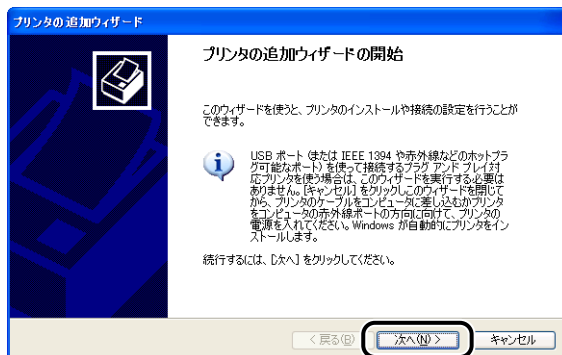 プリンタの追加ウィザード
プリンタの追加ウィザードの開始
このウィザードを使うと、プリンタのインストールや接続の設定を行うことが
できます。
USB ポート (または IEEE 1394 や赤外線などのホットプラ
グ可能なポート) を使って接続するプラグ アンド プレイ対
応プリンタを使う場合は、このウィザードを実行する必要は
ありません。[キャンセル] をクリックしこのウィザードを閉じて
から、プリンタのケーブルをコンピュータに差し込むかプリンタ
をコンピュータの赤外線ポートの方向に向けて、プリンタの
電源を入れてください。Windows が自動的にプリンタをイン
ストールします。
続行するには、[次へ] をクリックしてください。
< 戻る(B) 次へ(N) > キャンセル